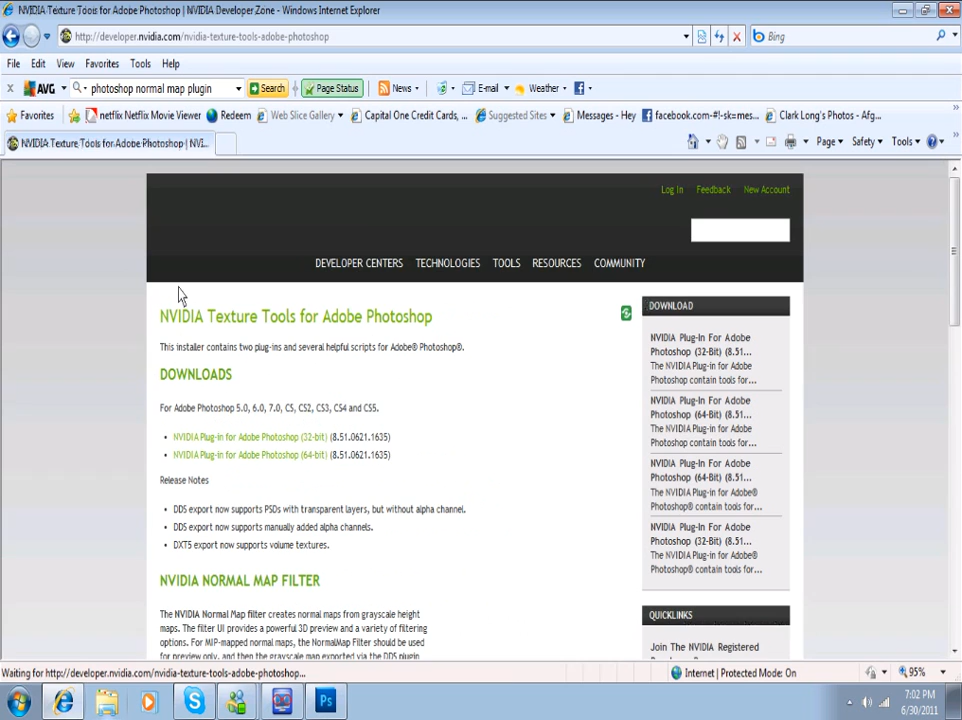 NVIDIA Texture Tools for Adobe Photoshop | NVIDIA Developer Zone - Windows Internet Explorer
http://developer.nvidia.com/nvidia-texture-tools-adobe-photoshop
Bing
File Edit View Favorites Tools Help
x AVG photoshop normal map plugin Search Page Status News E-mail Weather
Favorites netflix Netflix Movie Viewer Redeem Web Slice Gallery Capital One Credit Cards, ... Suggested Sites Messages - Hey facebook.com-#!-sk=mes... Clark Long's Photos - Afg...
NVIDIA Texture Tools for Adobe Photoshop | NVI... Page Safety Tools
Log In Feedback New Account
DEVELOPER CENTERS TECHNOLOGIES TOOLS RESOURCES COMMUNITY
NVIDIA Texture Tools for Adobe Photoshop
This installer contains two plug-ins and several helpful scripts for Adobe® Photoshop®.
DOWNLOADS
For Adobe Photoshop 5.0, 6.0, 7.0, CS, CS2, CS3, CS4 and CS5.
• NVIDIA Plug-in for Adobe Photoshop (32-bit) (8.51.0621.1635)
• NVIDIA Plug-in for Adobe Photoshop (64-bit) (8.51.0621.1635)
Release Notes
• DDS export now supports PSDs with transparent layers, but without alpha channel.
• DDS export now supports manually added alpha channels.
• DXT5 export now supports volume textures.
NVIDIA NORMAL MAP FILTER
The NVIDIA Normal Map filter creates normal maps from grayscale height
maps. The filter UI provides a powerful 3D preview and a variety of filtering
options. For MIP-mapped normal maps, the NormalMap Filter should be used
for preview only, and then the grayscale map exported via the DDS plugin
DOWNLOAD
NVIDIA Plug-In For Adobe
Photoshop (32-Bit) (8.51...
The NVIDIA Plug-in for Adobe
Photoshop contain tools for...
NVIDIA Plug-In For Adobe
Photoshop (64-Bit) (8.51...
The NVIDIA Plug-in for Adobe
Photoshop contain tools for...
NVIDIA Plug-In For Adobe
Photoshop (64-Bit) (8.51...
The NVIDIA Plug-in for Adobe®
Photoshop® contain tools for...
NVIDIA Plug-In For Adobe
Photoshop (32-Bit) (8.51...
The NVIDIA Plug-in for Adobe®
Photoshop® contain tools for...
QUICKLINKS
Join The NVIDIA Registered
Waiting for http://developer.nvidia.com/nvidia-texture-tools-adobe-photoshop... Internet | Protected Mode: On 95%
Ps
7:02 PM
6/30/2011